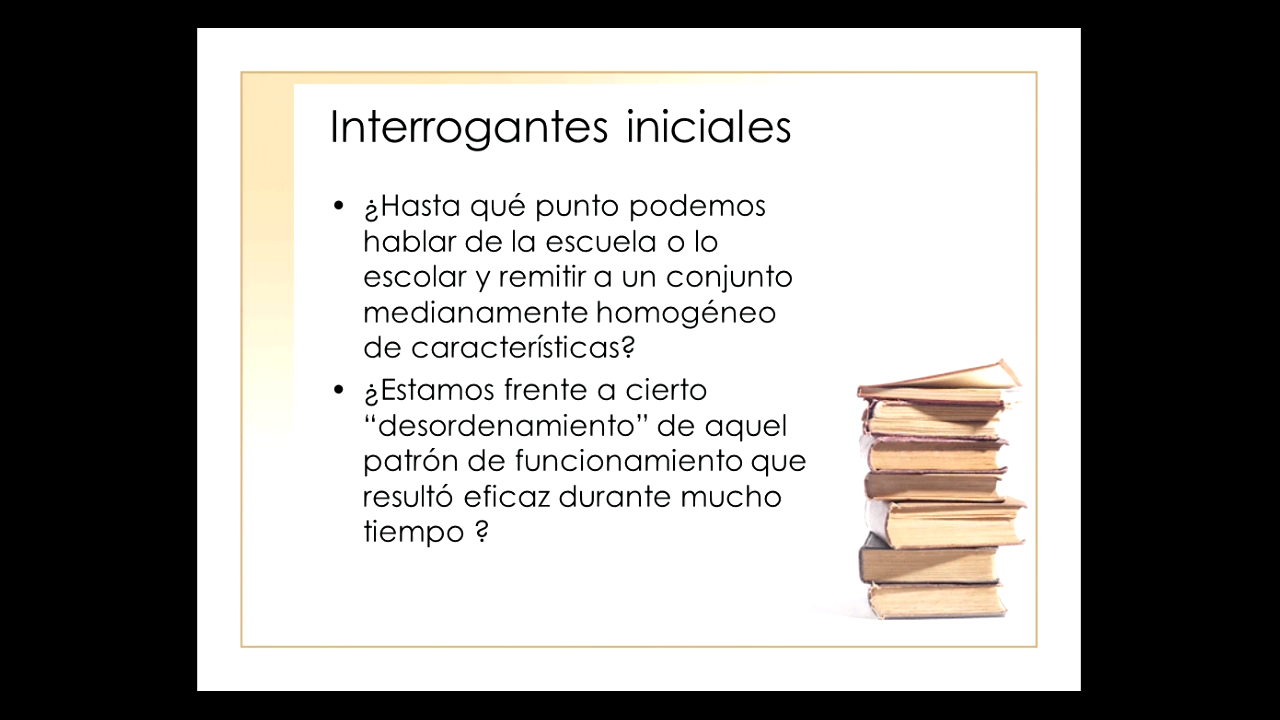 Interrogantes iniciales
• ¿Hasta qué punto podemos
hablar de la escuela o lo
escolar y remitir a un conjunto
medianamente homogéneo
de características?
• ¿Estamos frente a cierto
“desordenamiento” de aquel
patrón de funcionamiento que
resultó eficaz durante mucho
tiempo ?